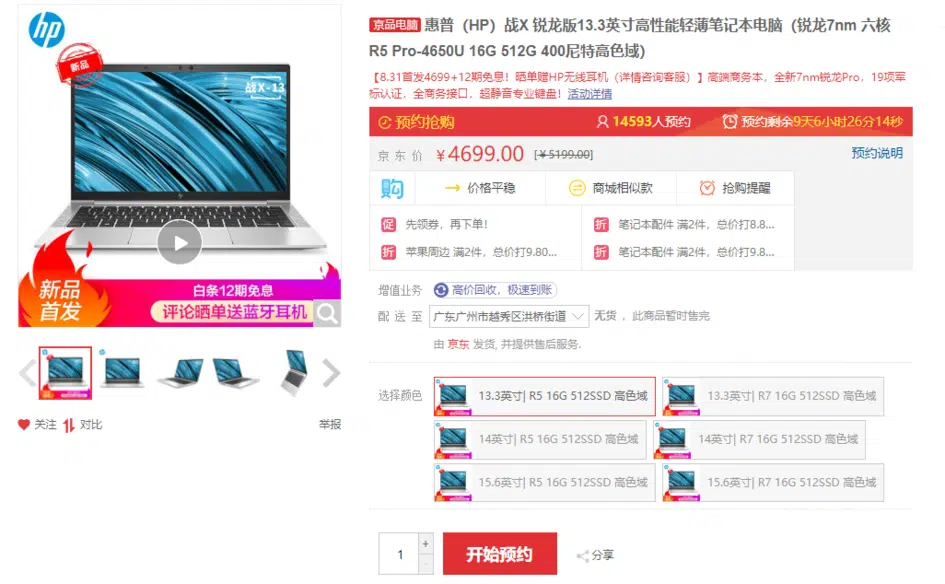 hp
新品
战X-13
新品
首发
白条12期免息
评论晒单送蓝牙耳机
关注 对比
举报
京品电脑 惠普（HP）战X 锐龙版13.3英寸高性能轻薄笔记本电脑（锐龙7nm 六核
R5 Pro-4650U 16G 512G 400尼特高色域)
【8.31首发4699+12期免息！晒单赠HP无线耳机（详情咨询客服）】高端商务本，全新7nm锐龙Pro，19项军
标认证，全商务接口，超静音专业键盘！活动详情
预约抢购
14593人预约
预约剩余9天6小时26分14秒
京 东 价 ￥4699.00 [￥5199.00]
预约说明
购 价格平稳 商城相似款 抢购提醒
促 先领券，再下单！
折 笔记本配件 满2件，总价打8.8...
折 苹果周边 满2件，总价打9.80...
折 笔记本配件 满2件，总价打9.8...
增值业务 高价回收，极速到账
配 送 至 广东广州市越秀区洪桥街道 无货 ，此商品暂时售完
由 京东 发货, 并提供售后服务.
选择颜色 13.3英寸| R5 16G 512SSD 高色域 13.3英寸| R7 16G 512SSD 高色域
14英寸| R5 16G 512SSD 高色域 14英寸| R7 16G 512SSD 高色域
15.6英寸| R5 16G 512SSD 高色域 15.6英寸| R7 16G 512SSD 高色域
1 + - 开始预约 分享